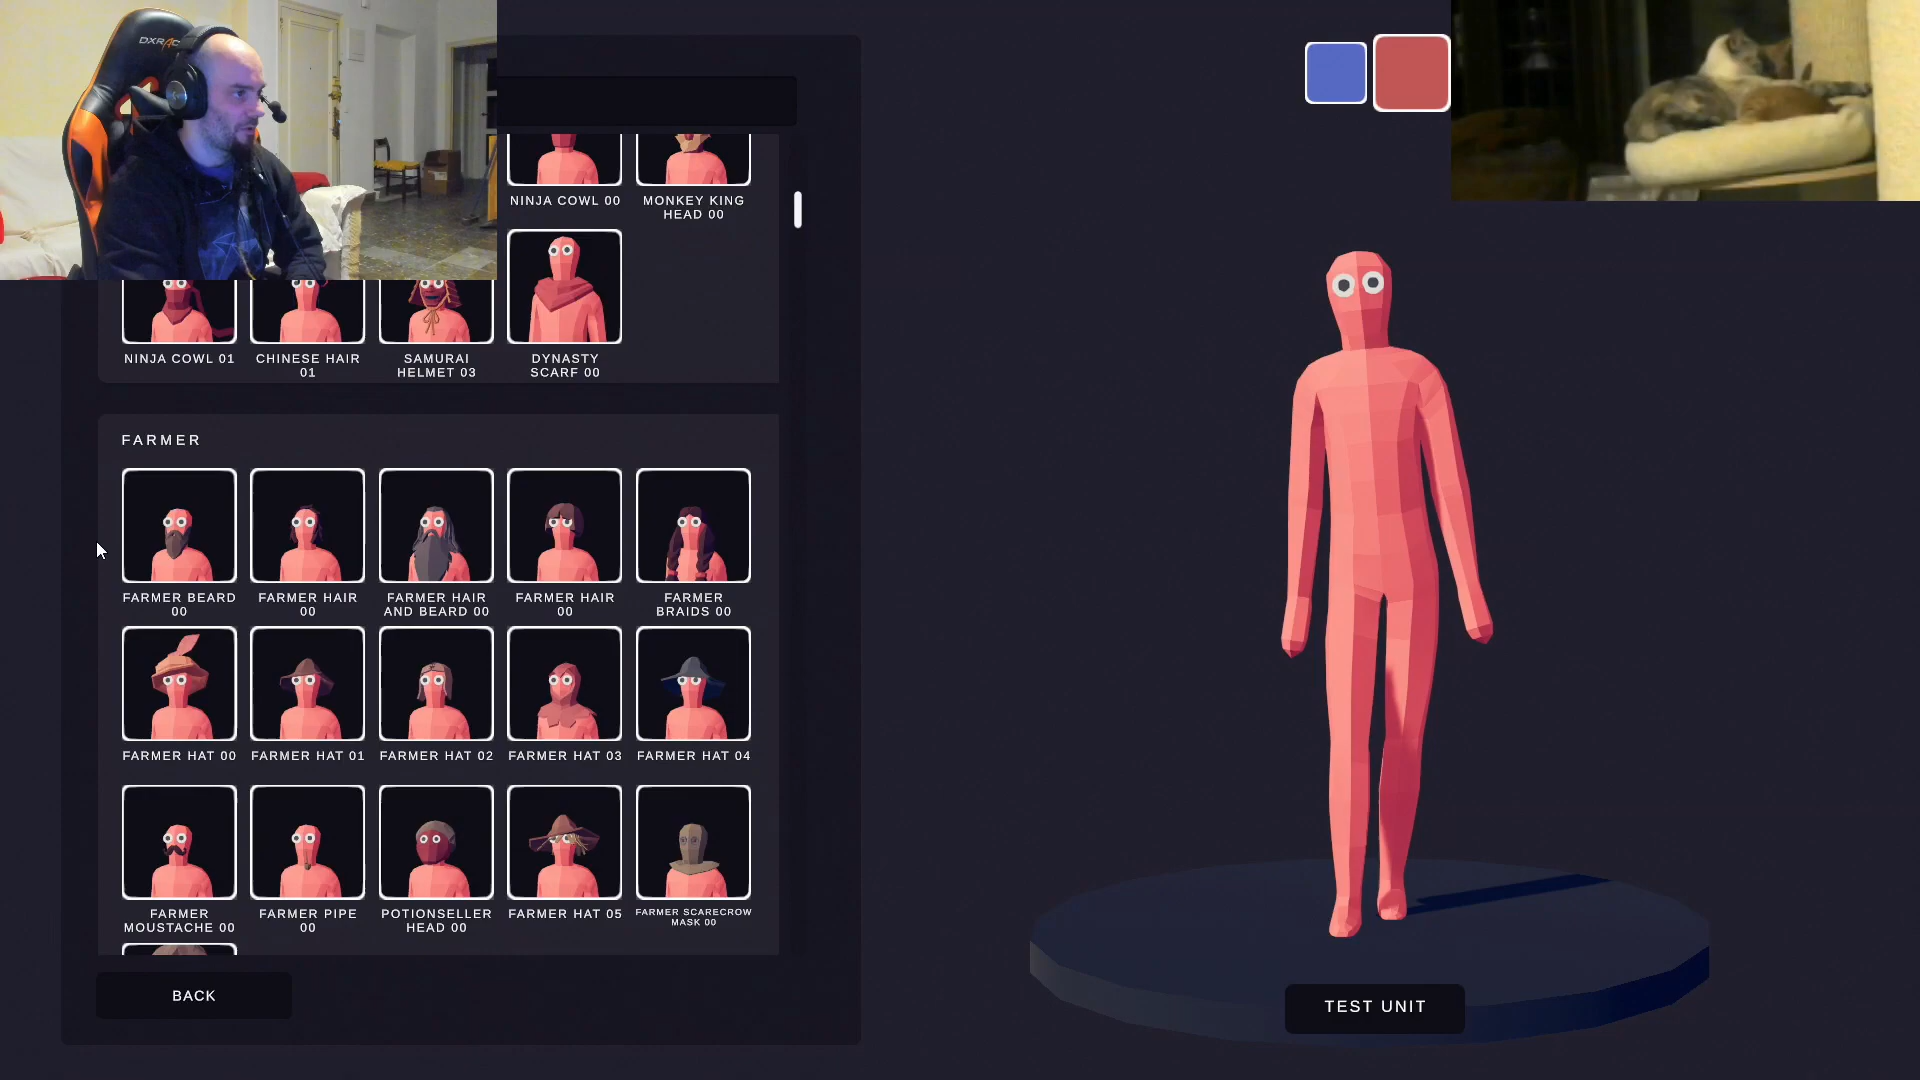 DXRAC
NINJA COWL 00
MONKEY KING
HEAD 00
NINJA COWL 01
CHINESE HAIR
01
SAMURAI
HELMET 03
DYNASTY
SCARF 00
FARMER
FARMER BEARD
00
FARMER HAIR
00
FARMER HAIR
AND BEARD 00
FARMER HAIR
00
FARMER
BRAIDS 00
FARMER HAT 00
FARMER HAT 01
FARMER HAT 02
FARMER HAT 03
FARMER HAT 04
FARMER
MOUSTACHE 00
FARMER PIPE
00
POTIONSELLER
HEAD 00
FARMER HAT 05
FARMER SCARECROW
MASK 00
BACK
TEST UNIT